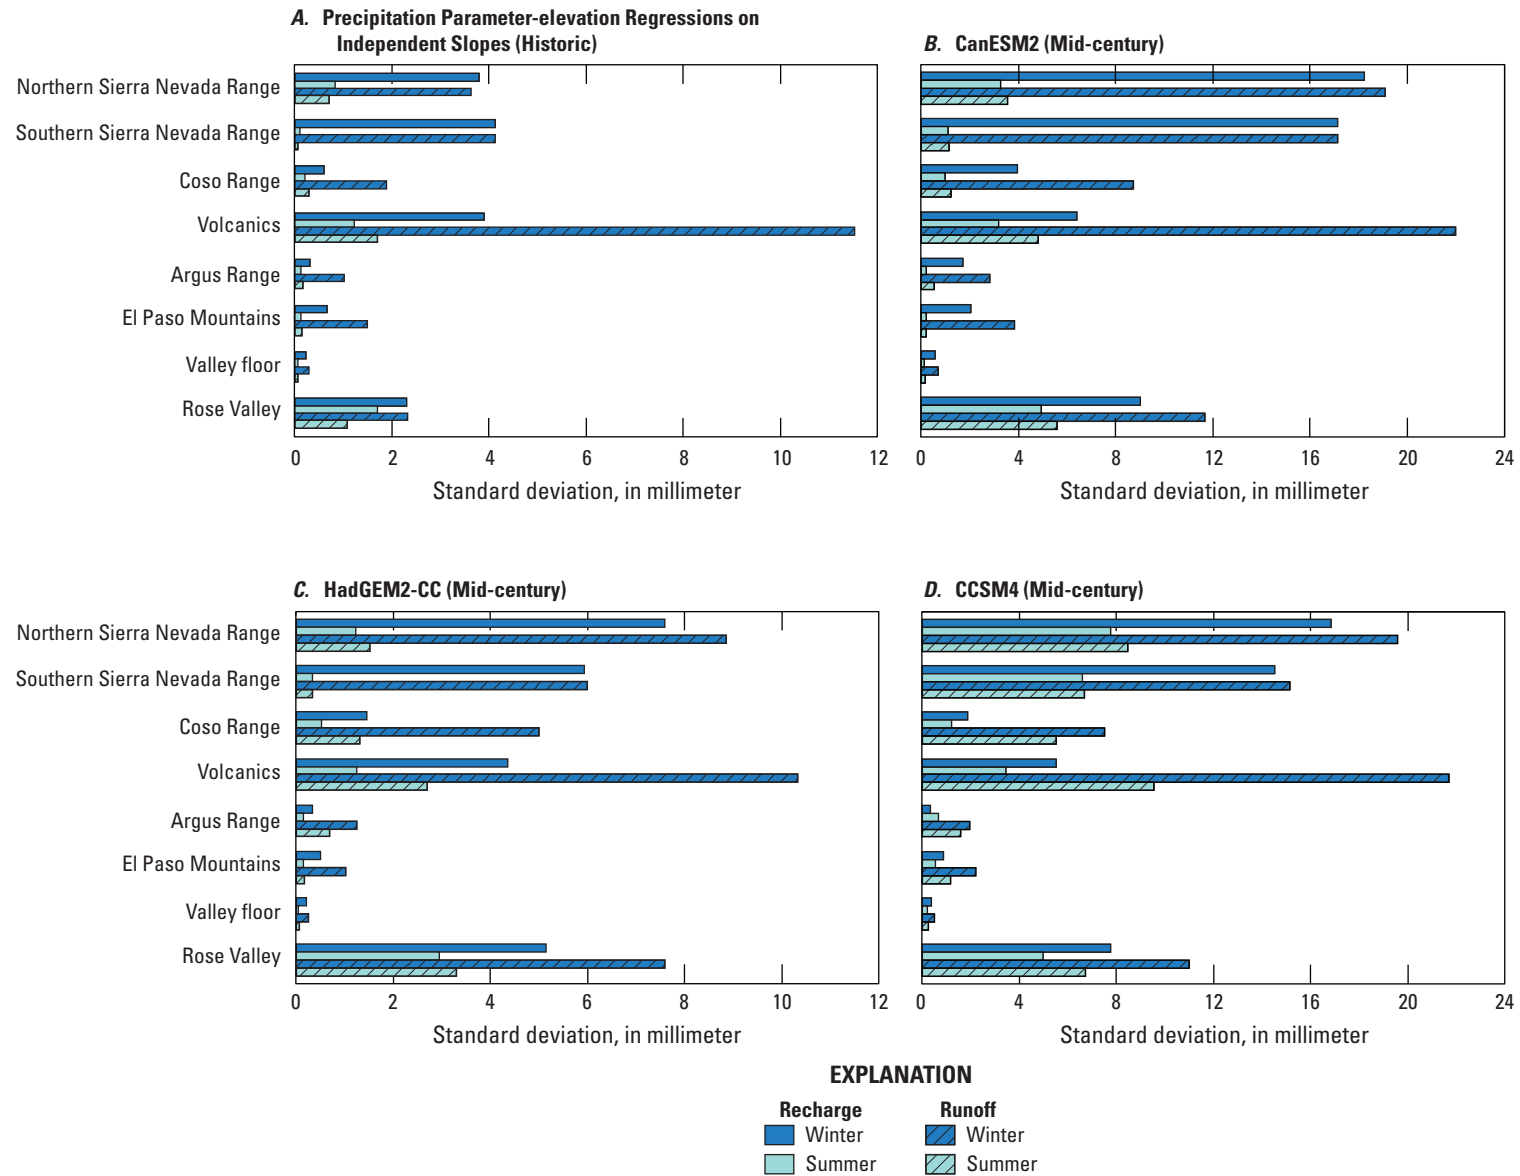 A. Precipitation Parameter-elevation Regressions on
Independent Slopes (Historic)
Northern Sierra Nevada Range
Southern Sierra Nevada Range
Coso Range
Volcanics
Argus Range
El Paso Mountains
Valley floor
Rose Valley
0 2 4 6 8 10 12
Standard deviation, in millimeter
B. CanESM2 (Mid-century)
0 4 8 12 16 20 24
Standard deviation, in millimeter
C. HadGEM2-CC (Mid-century)
Northern Sierra Nevada Range
Southern Sierra Nevada Range
Coso Range
Volcanics
Argus Range
El Paso Mountains
Valley floor
Rose Valley
0 2 4 6 8 10 12
Standard deviation, in millimeter
D. CCSM4 (Mid-century)
0 4 8 12 16 20 24
Standard deviation, in millimeter
EXPLANATION
Recharge
Winter
Summer
Runoff
Winter
Summer